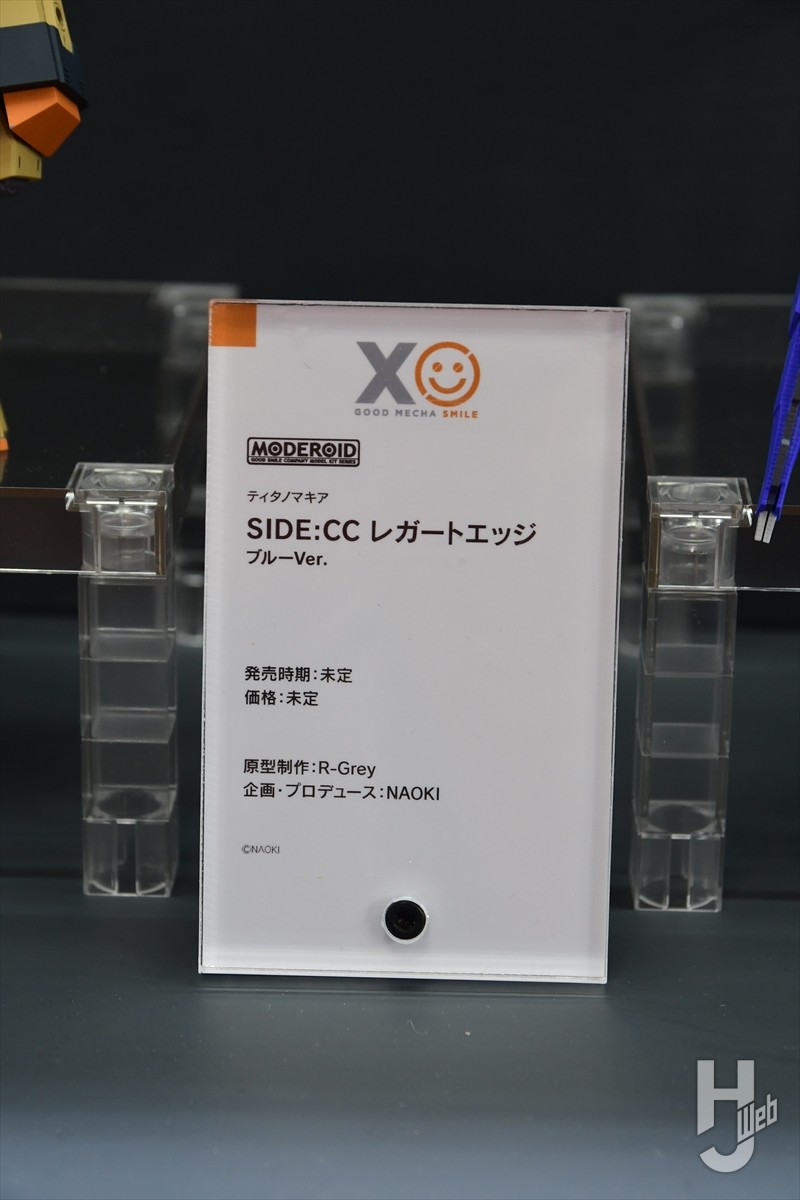 XO
GOOD MECHA SMILE
MODEROID
GOOD SMILE COMPANY MODEL KIT SERIES
ティタノマキア
SIDE:CC レガートエッジ
ブルーVer.
発売時期:未定
価格:未定
原型制作:R-Grey
企画・プロデュース:NAOKI
©NAOKI
HJ Web